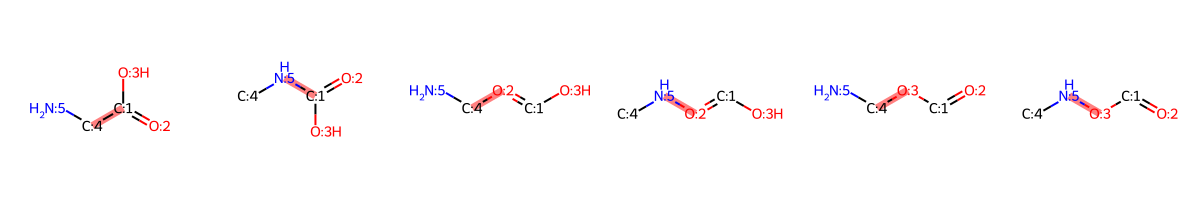 H₂N:5 C:4 C:1 O:3H O:2
C:4 H N:5 C:1 O:2 O:3H
H₂N:5 C:4 O:2 C:1 O:3H
C:4 H N:5 O:2 C:1 O:3H
H₂N:5 C:4 O:3 C:1 O:2
C:4 H N:5 O:3 C:1 O:2